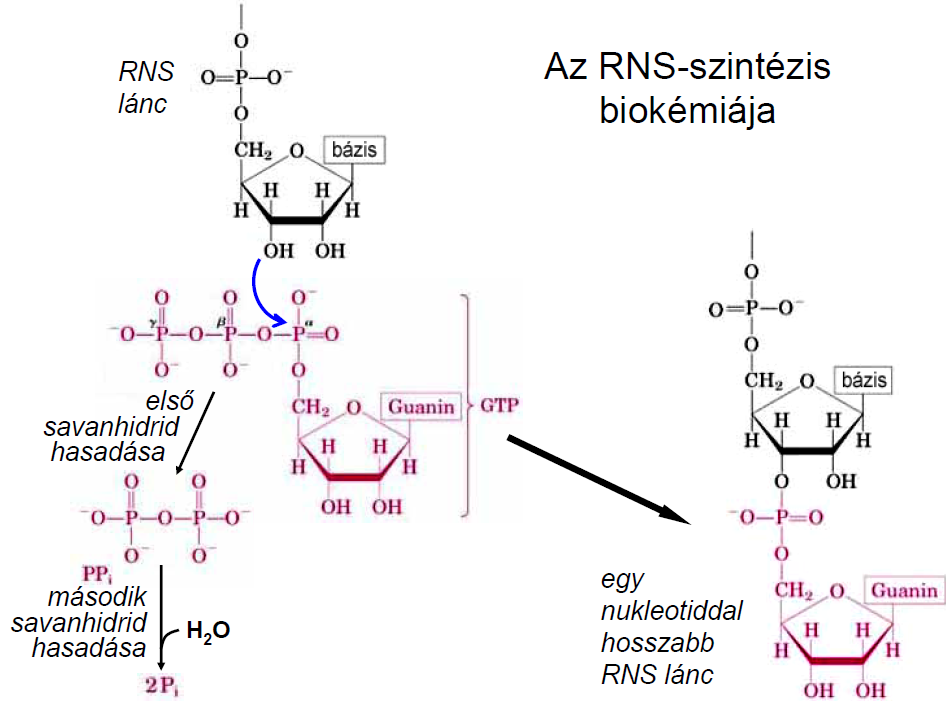 Az RNS-szintézis
biokémiája
RNS
lánc
O
O=P—O⁻
O
CH₂
O
bázis
H
H
H
H
OH
OH
O
O
O⁻
⁻O—P—O—P—O—P=O
γ
β
α
O⁻
O⁻
O
CH₂
O
Guanin
GTP
H
H
H
H
OH
OH
első
savanhidrid
hasadása
O
O
⁻O—P—O—P—O⁻
O⁻
O⁻
PPᵢ
második
savanhidrid
hasadása
H₂O
2Pᵢ
O
O=P—O⁻
O
CH₂
O
bázis
H
H
H
H
O
OH
⁻O—P=O
O
CH₂
O
Guanin
H
H
H
H
OH
OH
egy
nukleotiddal
hosszabb
RNS lánc